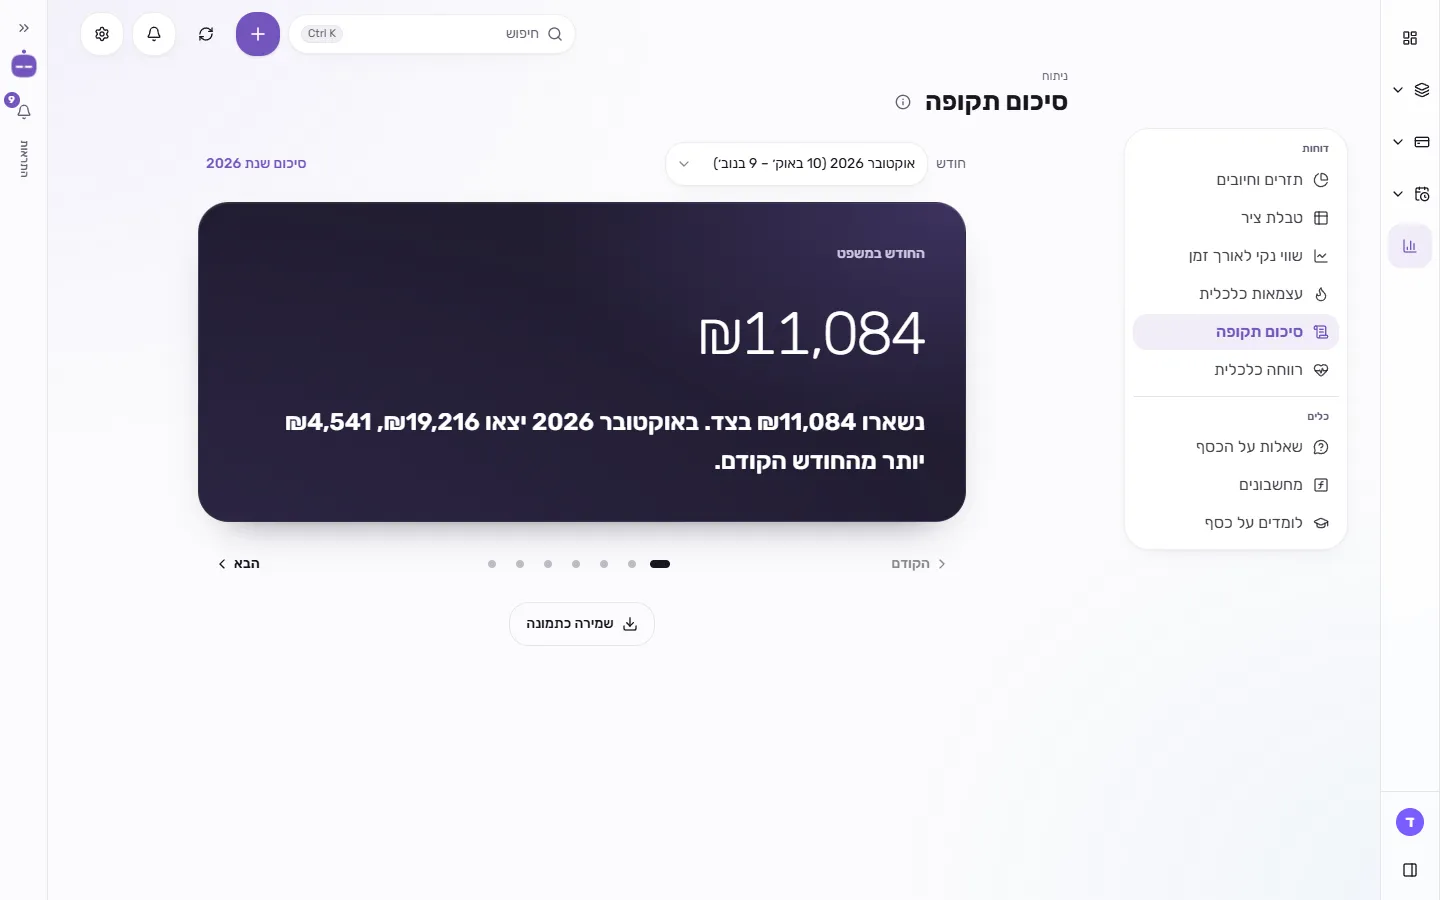 חיפוש
Ctrl K
9
התראות
ניתוח
סיכום תקופה
חודש
אוקטובר 2026 (10 באוק׳ – 9 בנוב׳)
סיכום שנת 2026
החודש במשפט
₪11,084
נשארו ₪11,084 בצד. באוקטובר 2026 יצאו ₪19,216, ₪4,541
יותר מהחודש הקודם.
הקודם
הבא
שמירה כתמונה
דוחות
תזרים וחיובים
טבלת ציר
שווי נקי לאורך זמן
עצמאות כלכלית
סיכום תקופה
רווחה כלכלית
כלים
שאלות על הכסף
מחשבונים
לומדים על כסף
ד